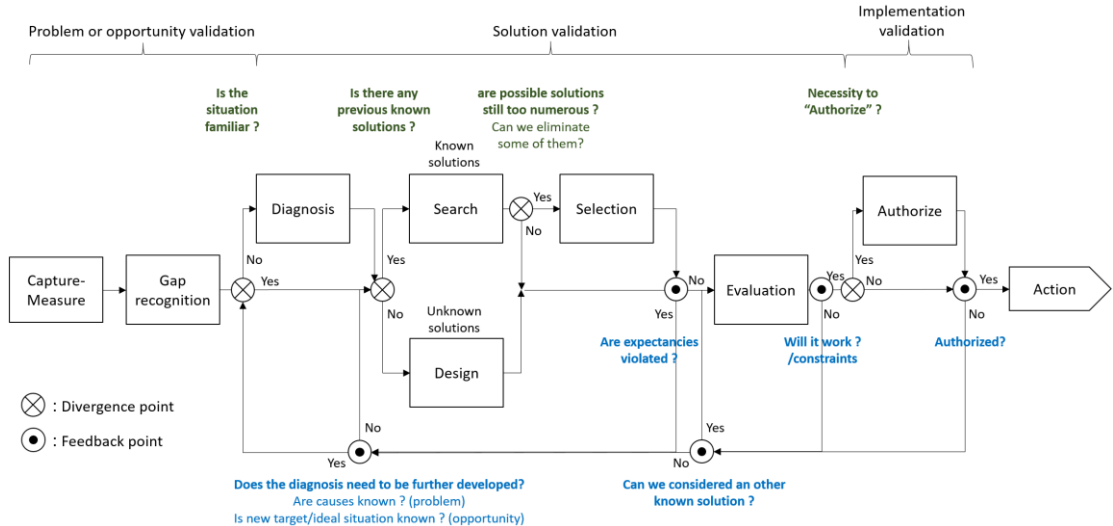 Problem or opportunity validation
Solution validation
Implementation
validation
Is the
situation
familiar ?
Is there any
previous known
solutions ?
are possible solutions
still too numerous ?
Can we eliminate
some of them?
Necessity to
“Authorize” ?
Known
solutions
Diagnosis
Search
Yes
Selection
Authorize
No
Yes
No
No
Yes
Yes
No
Yes
No
Yes
Capture-
Measure
Gap
recognition
Evaluation
Action
No
Unknown
solutions
Yes
No
No
Design
Are expectancies
violated ?
Will it work ?
/constraints
Authorized?
: Divergence point
: Feedback point
No
Yes
Yes
No
Does the diagnosis need to be further developed?
Are causes known ? (problem)
Is new target/ideal situation known ? (opportunity)
Can we considered an other
known solution ?